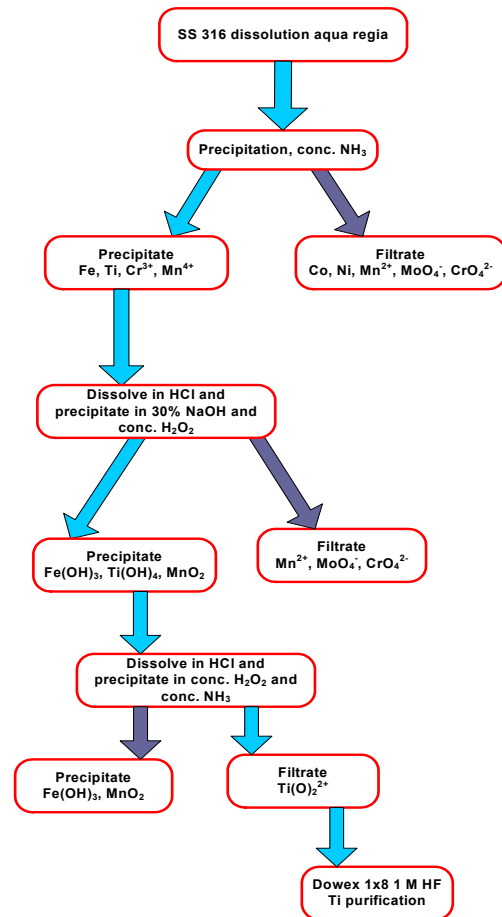 SS 316 dissolution aqua regia
Precipitation, conc. NH₃
Precipitate
Fe, Ti, Cr³⁺, Mn⁴⁺
Filtrate
Co, Ni, Mn²⁺, MoO₄⁻, CrO₄²⁻
Dissolve in HCl and
precipitate in 30% NaOH and
conc. H₂O₂
Precipitate
Fe(OH)₃, Ti(OH)₄, MnO₂
Filtrate
Mn²⁺, MoO₄⁻, CrO₄²⁻
Dissolve in HCl and
precipitate in conc. H₂O₂ and
conc. NH₃
Precipitate
Fe(OH)₃, MnO₂
Filtrate
Ti(O)₂²⁺
Dowex 1x8 1 M HF
Ti purification